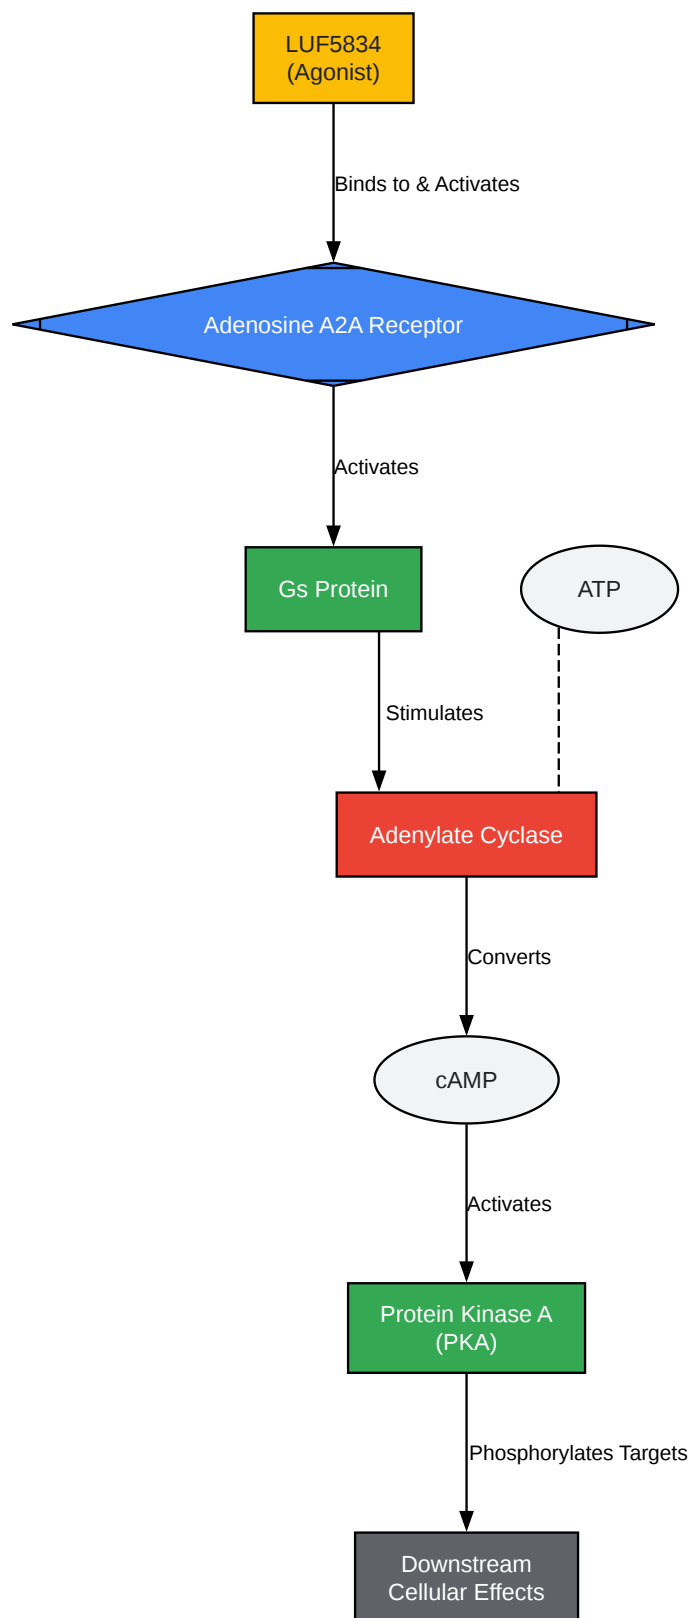 LUF5834
(Agonist)
Binds to & Activates
Adenosine A2A Receptor
Activates
Gs Protein
ATP
Stimulates
Adenylate Cyclase
Converts
cAMP
Activates
Protein Kinase A
(PKA)
Phosphorylates Targets
Downstream
Cellular Effects